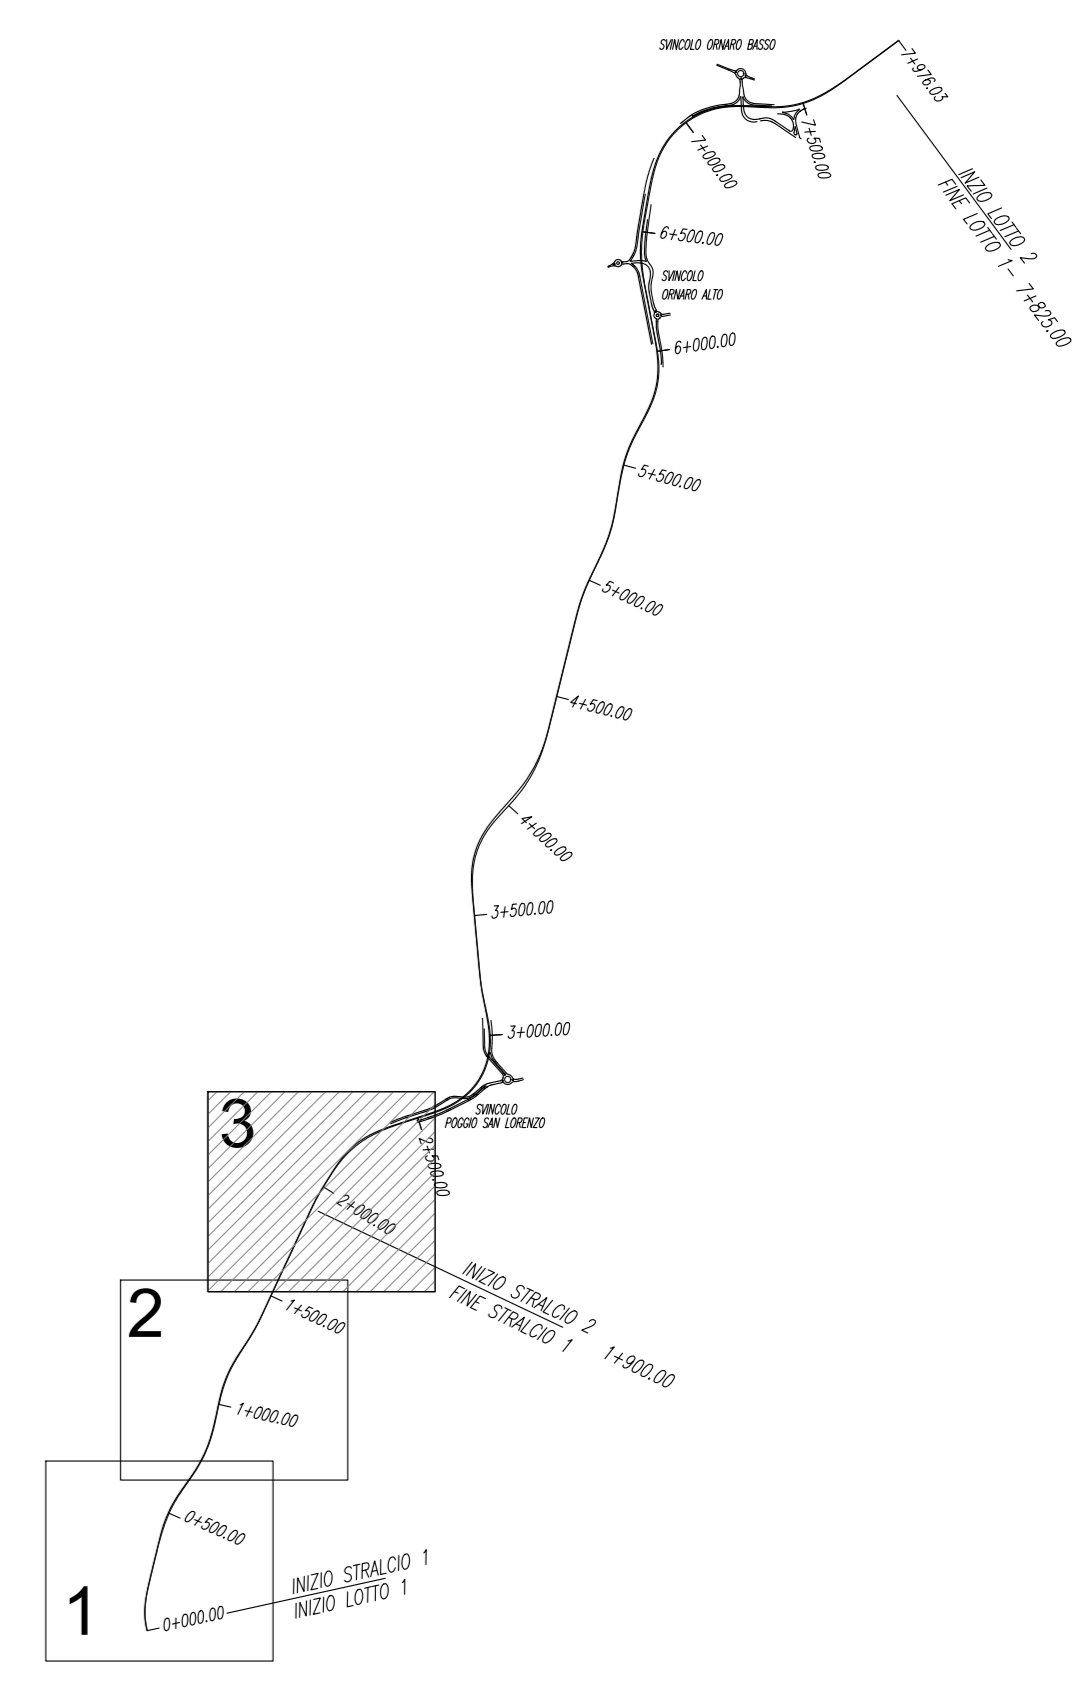 SVINCOLO ORNARO BASSO
7+976.03
7+500.00
7+000.00
INZIO LOTTO 2
FINE LOTTO 1- 7+825.00
6+500.00
SVINCOLO
ORNARO ALTO
6+000.00
5+500.00
5+000.00
4+500.00
4+000.00
3+500.00
3+000.00
SVINCOLO
POGGIO SAN LORENZO
3
2+500.00
2+000.00
INIZIO STRALCIO 2
FINE STRALCIO 1 1+900.00
2
1+500.00
1+000.00
0+500.00
INIZIO STRALCIO 1
INIZIO LOTTO 1
1
0+000.00